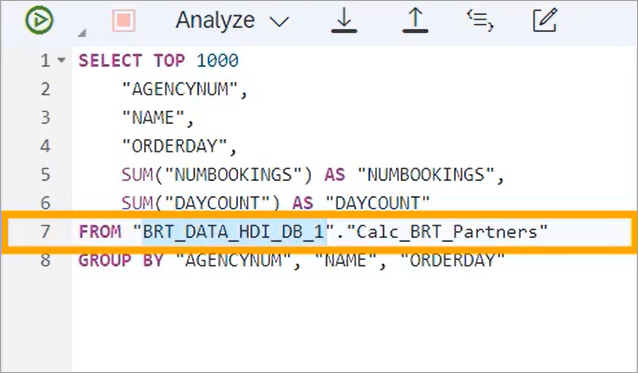 Analyze
1 SELECT TOP 1000
2 "AGENCYNUM",
3 "NAME",
4 "ORDERDAY",
5 SUM("NUMBOOKINGS") AS "NUMBOOKINGS",
6 SUM("DAYCOUNT") AS "DAYCOUNT"
7 FROM "BRT_DATA_HDI_DB_1"."Calc_BRT_Partners"
8 GROUP BY "AGENCYNUM", "NAME", "ORDERDAY"